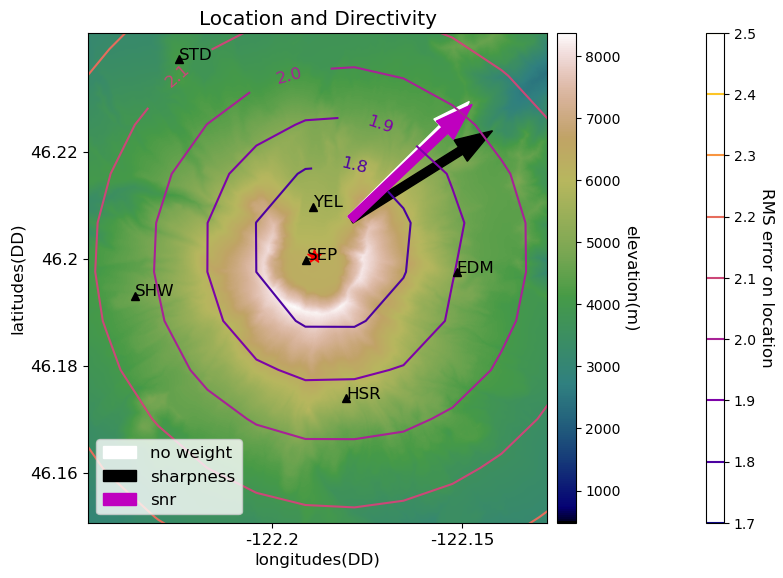 Location and Directivity
STD
2.0
1.9
1.8
YEL
SEP
EDM
SHW
HSR
46.22
46.2
46.18
46.16
latitudes(DD)
-122.2
-122.15
longitudes(DD)
no weight
sharpness
snr
8000
7000
6000
5000
4000
3000
2000
1000
elevation(m)
2.5
2.4
2.3
2.2
2.1
2.0
1.9
1.8
1.7
RMS error on location